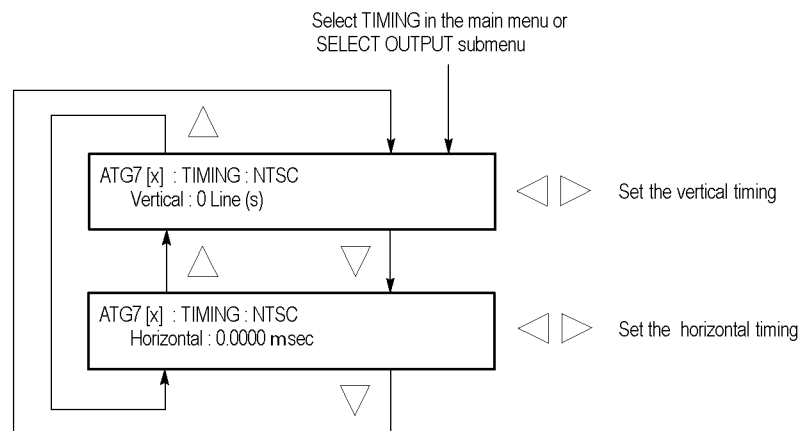 Select TIMING in the main menu or
SELECT OUTPUT submenu
ATG7 [x] : TIMING : NTSC
Vertical : 0 Line (s)
Set the vertical timing
ATG7 [x] : TIMING : NTSC
Horizontal : 0.0000 msec
Set the horizontal timing